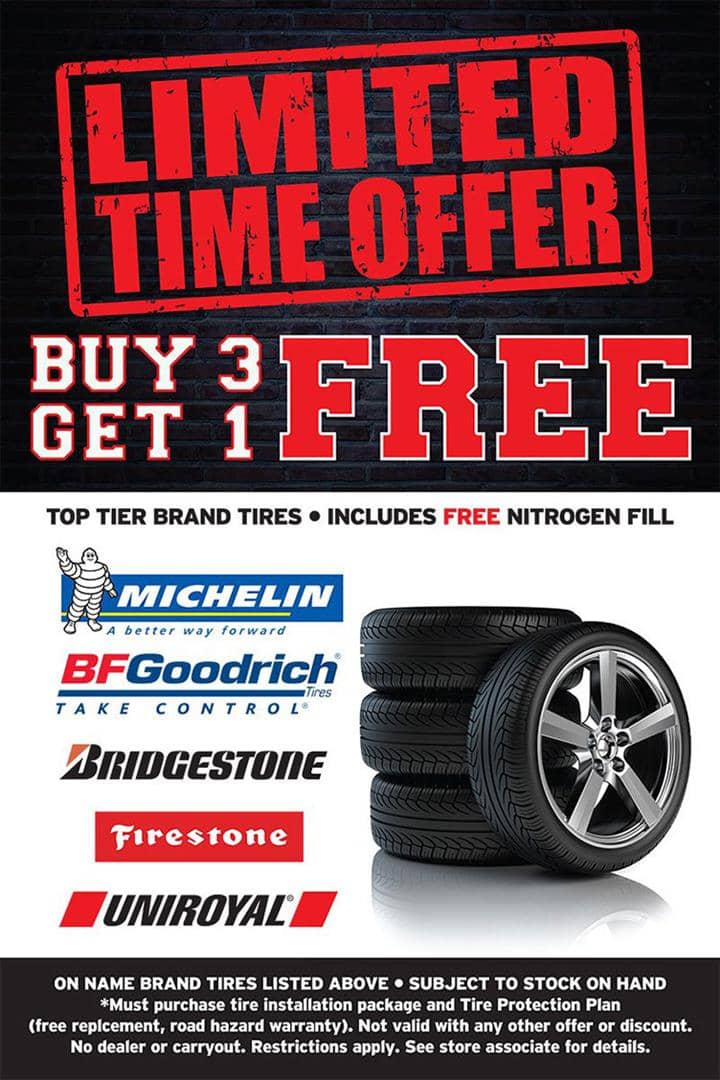 LIMITED
TIME OFFER
BUY 3
GET 1
FREE
TOP TIER BRAND TIRES • INCLUDES FREE NITROGEN FILL
MICHELIN
A better way forward
BFGoodrich®
Tires
TAKE CONTROL®
BRIDGESTONE
Firestone
UNIROYAL®
ON NAME BRAND TIRES LISTED ABOVE • SUBJECT TO STOCK ON HAND
*Must purchase tire installation package and Tire Protection Plan
(free replcement, road hazard warranty). Not valid with any other offer or discount.
No dealer or carryout. Restrictions apply. See store associate for details.